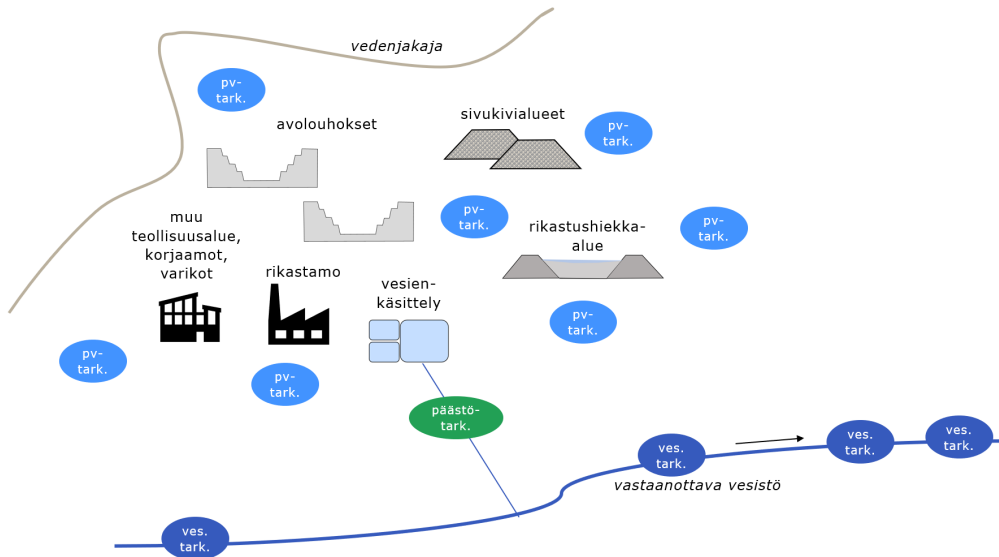 vedenjakaja
pv-
tark.
avolouhokset
sivukivialueet
pv-
tark.
pv-
tark.
pv-
tark.
muu
teollisuusalue,
korjaamot,
varikot
rikastushiekka-
alue
rikastamo
vesien-
käsittely
pv-
tark.
pv-
tark.
pv-
tark.
päästö-
tark.
ves.
tark.
ves.
tark.
ves.
tark.
vastaanottava vesistö
ves.
tark.